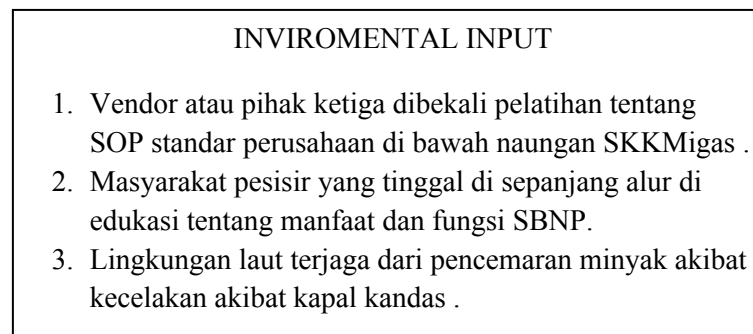 INVIROMENTAL INPUT
1. Vendor atau pihak ketiga dibekali pelatihan tentang
SOP standar perusahaan di bawah naungan SKKMigas .
2. Masyarakat pesisir yang tinggal di sepanjang alur di
edukasi tentang manfaat dan fungsi SBNP.
3. Lingkungan laut terjaga dari pencemaran minyak akibat
kecelakan akibat kapal kandas .